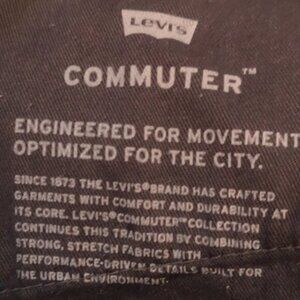 Levi's
COMMUTER™
ENGINEERED FOR MOVEMENT
OPTIMIZED FOR THE CITY.
SINCE 1873 THE LEVI'S® BRAND HAS CRAFTED
GARMENTS WITH COMFORT AND DURABILITY AT
ITS CORE. LEVI'S® COMMUTER™ COLLECTION
CONTINUES THIS TRADITION BY COMBINING
STRONG, STRETCH FABRICS WITH
PERFORMANCE-DRIVEN DETAILS BUILT FOR
THE URBAN ENVIRONMENT.